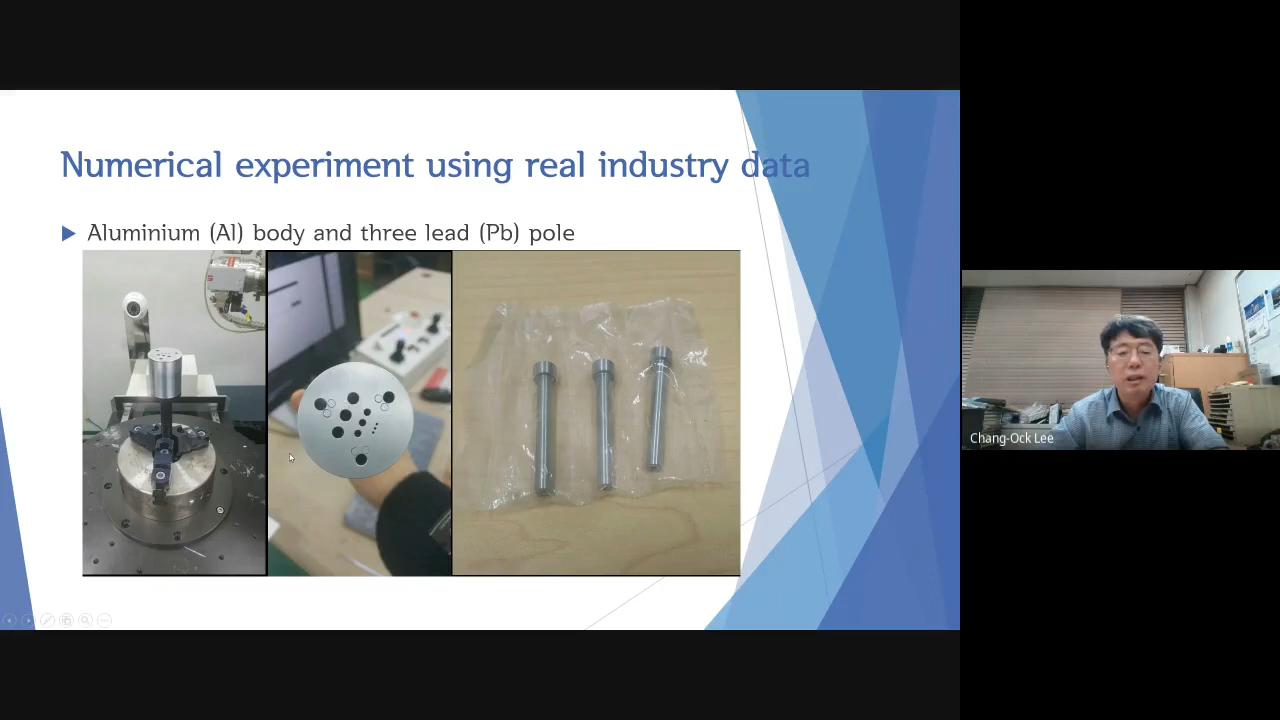 Numerical experiment using real industry data
Aluminium (Al) body and three lead (Pb) pole
Chang-Ock Lee